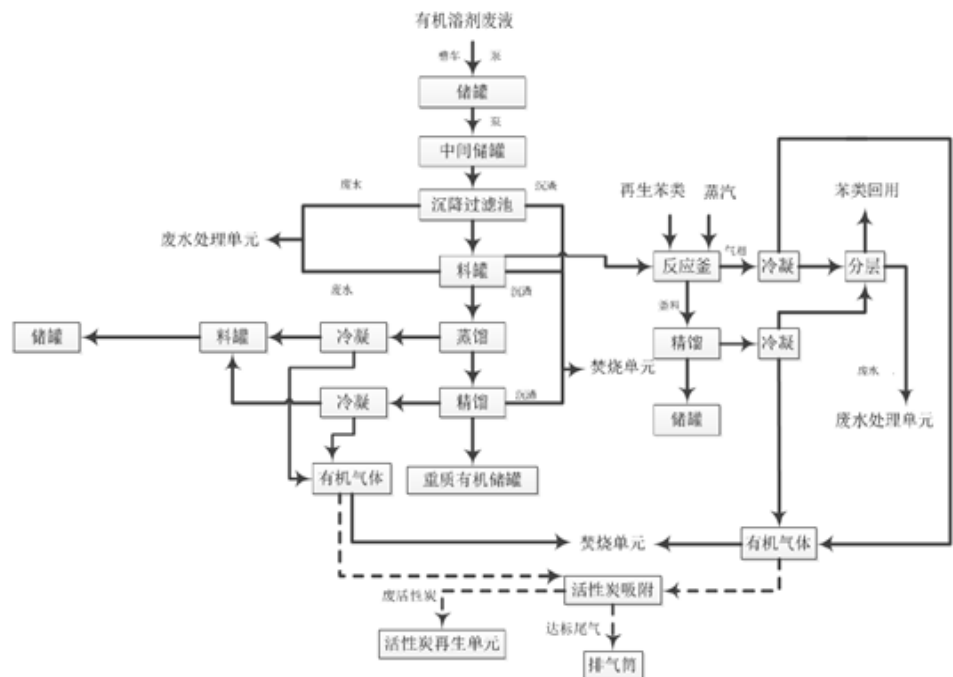 有机溶剂废液
槽车 泵
储罐
泵
中间储罐
废水 沉渣 再生苯类 蒸汽 苯类回用
沉降过滤池
废水处理单元 气相
料罐 反应釜 冷凝 分层
废水 沉渣 釜料
储罐 料罐 冷凝 蒸馏 精馏 冷凝
焚烧单元 废水
冷凝 精馏 沉渣 储罐 废水处理单元
有机气体 重质有机储罐
焚烧单元 有机气体
活性炭吸附
废活性炭
达标尾气
活性炭再生单元
排气筒